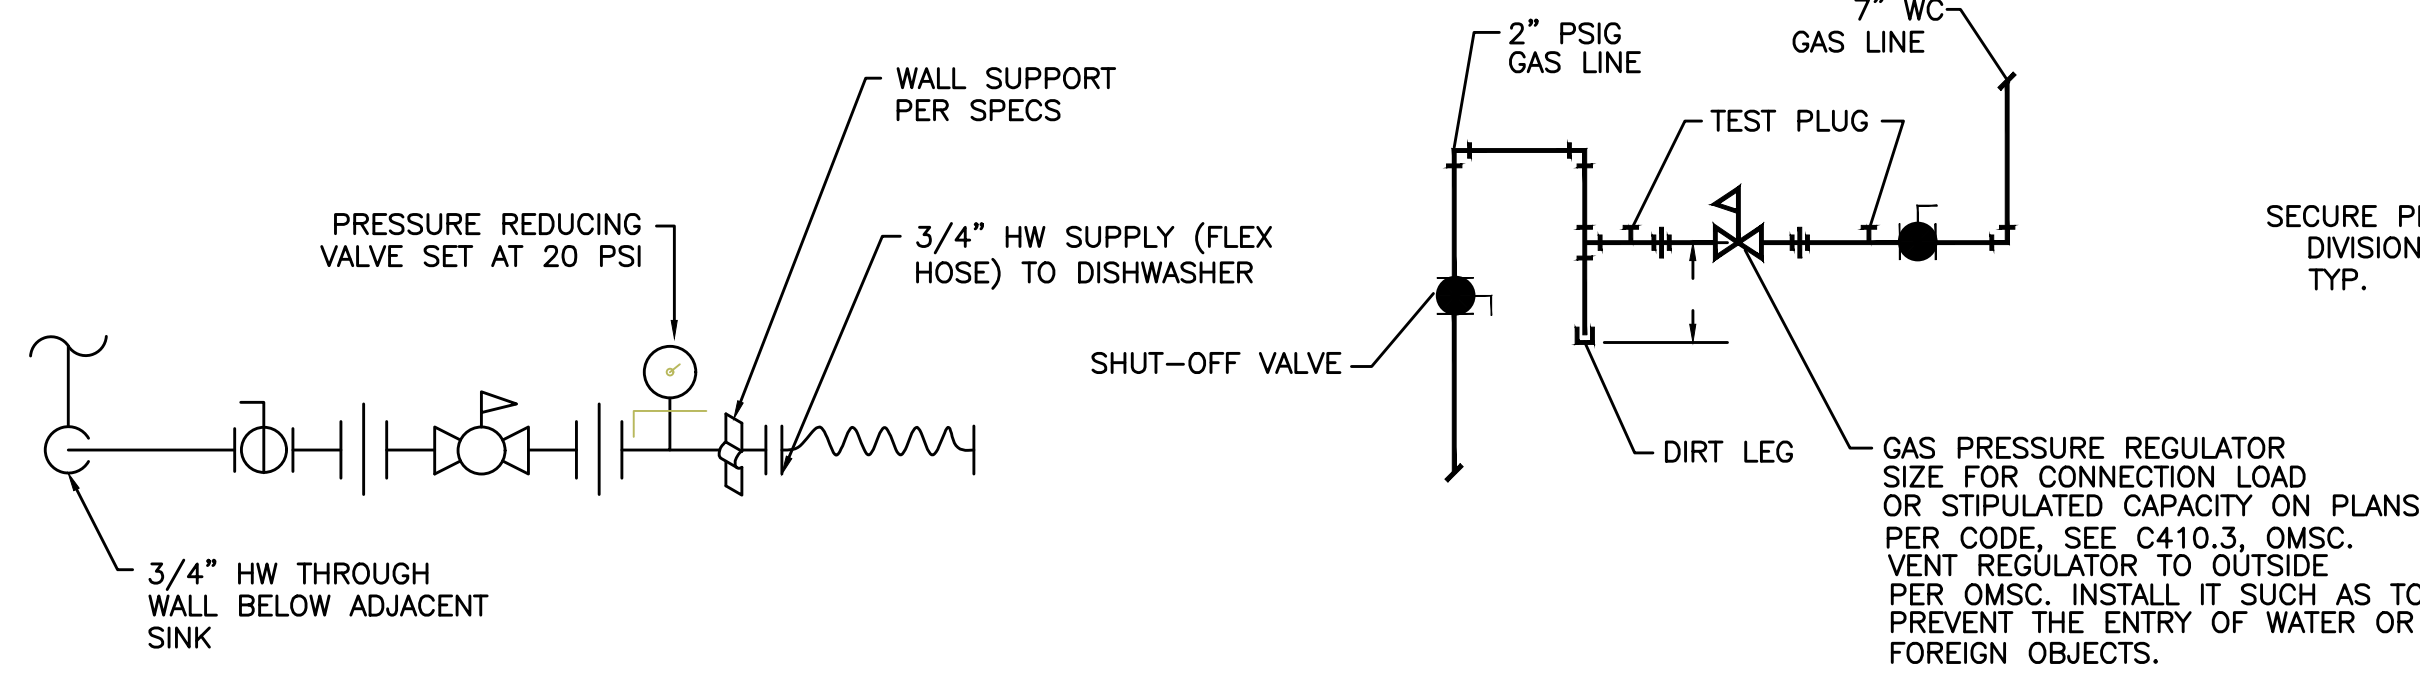 WALL SUPPORT
PER SPECS
PRESSURE REDUCING
VALVE SET AT 20 PSI
3/4" HW SUPPLY (FLEX
HOSE) TO DISHWASHER
3/4" HW THROUGH
WALL BELOW ADJACENT
SINK
2" PSIG
GAS LINE
7" WC
GAS LINE
TEST PLUG
SHUT-OFF VALVE
DIRT LEG
GAS PRESSURE REGULATOR
SIZE FOR CONNECTION LOAD
OR STIPULATED CAPACITY ON PLANS
PER CODE, SEE C410.3, OMSC.
VENT REGULATOR TO OUTSIDE
PER OMSC. INSTALL IT SUCH AS TO
PREVENT THE ENTRY OF WATER OR
FOREIGN OBJECTS.
SECURE
DIVISION
TYP.